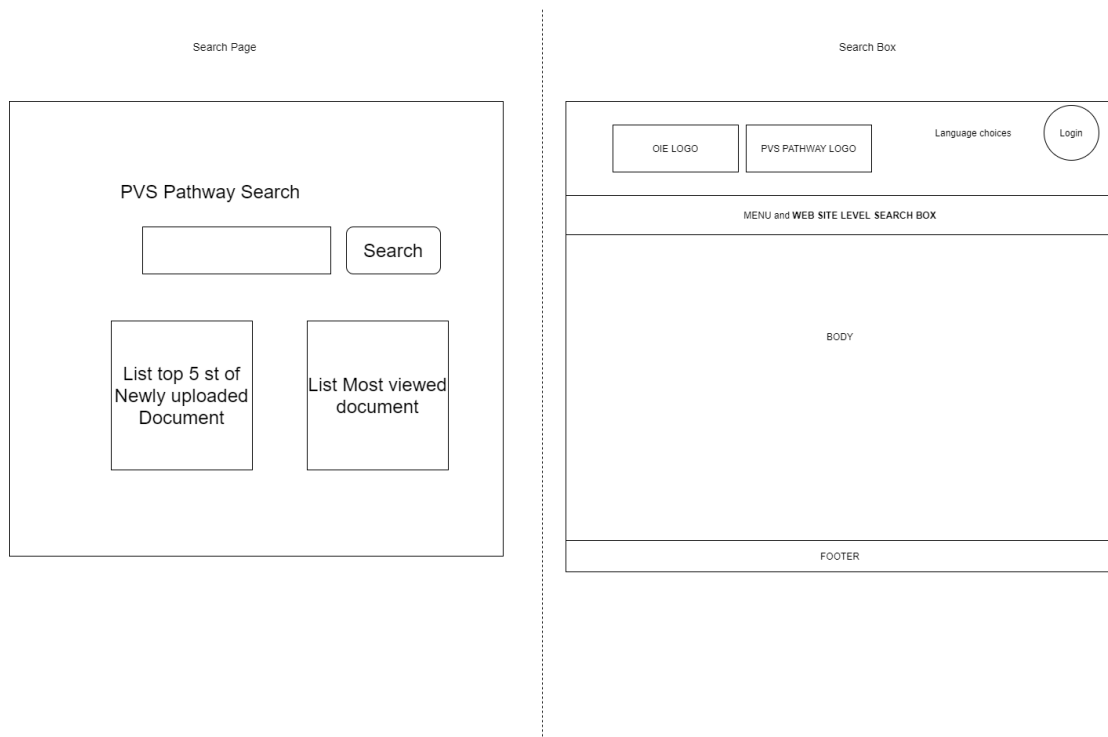 Search Page
PVS Pathway Search
Search
List top 5 st of
Newly uploaded
Document
List Most viewed
document
Search Box
OIE LOGO
PVS PATHWAY LOGO
Language choices
Login
MENU and WEB SITE LEVEL SEARCH BOX
BODY
FOOTER